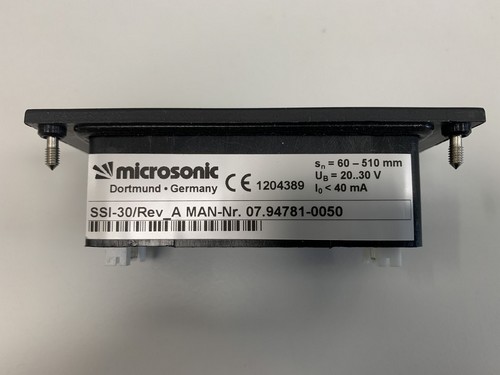 microsonic
Dortmund • Germany
CE 1204389
sn = 60 – 510 mm
UB = 20..30 V
I0 < 40 mA
SSI-30/Rev_A MAN-Nr. 07.94781-0050